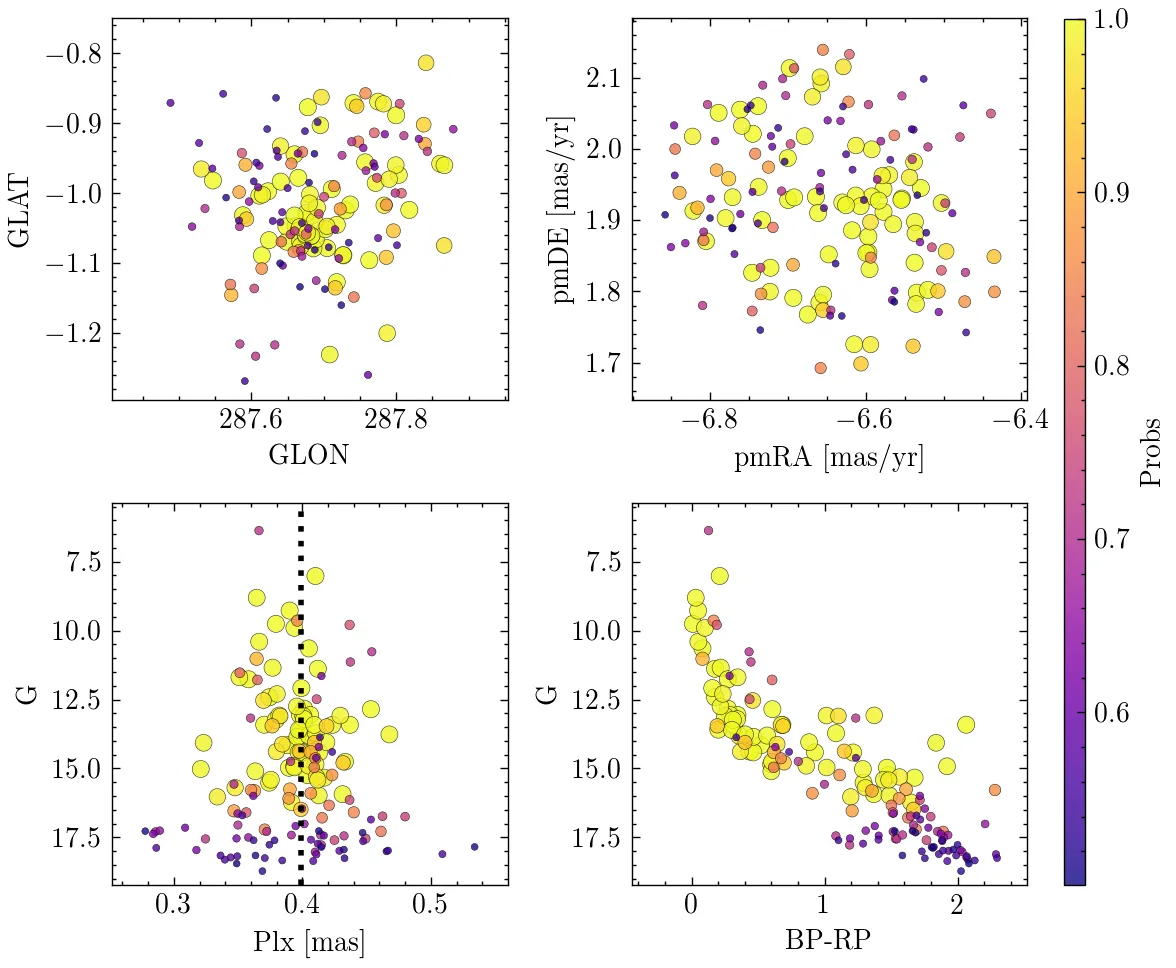 −0.8
−0.9
−1.0
−1.1
−1.2
GLAT
287.6 287.8
GLON
2.1
2.0
1.9
1.8
1.7
pmDE [mas/yr]
−6.8 −6.6 −6.4
pmRA [mas/yr]
7.5
10.0
12.5
15.0
17.5
G
0.3 0.4 0.5
Plx [mas]
7.5
10.0
12.5
15.0
17.5
G
0 1 2
BP-RP
1.0
0.9
0.8
0.7
0.6
Probs